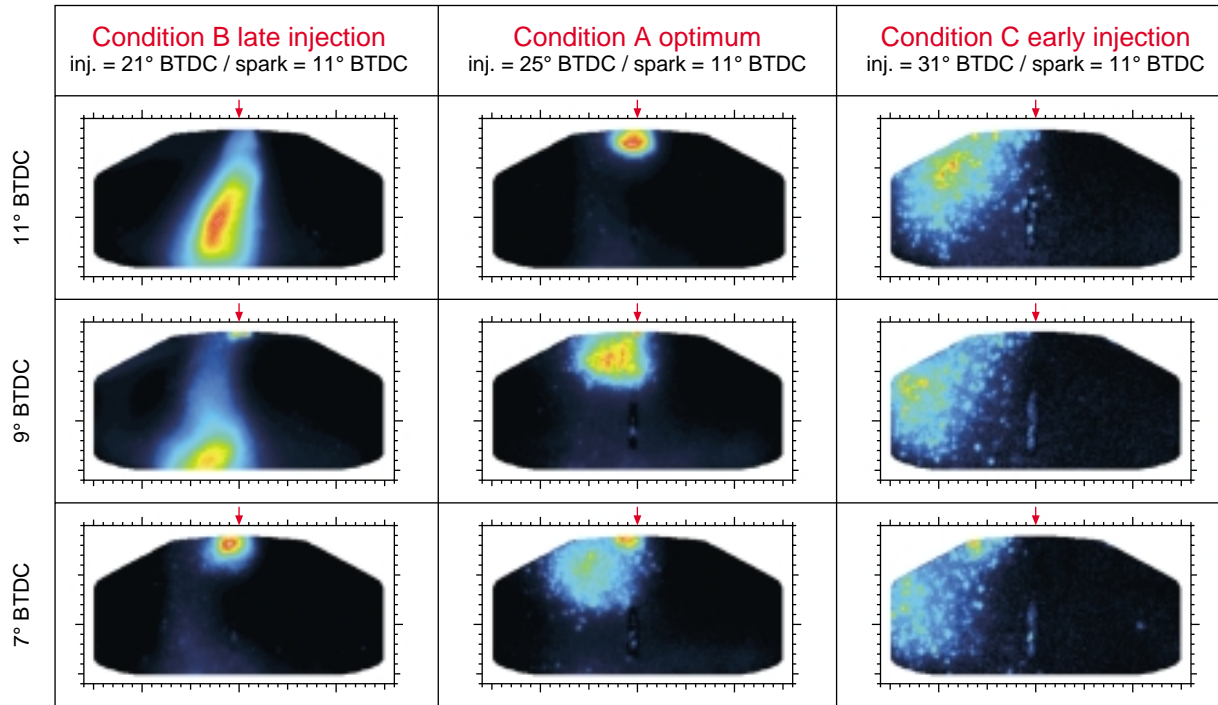 Condition B late injection
inj. = 21° BTDC / spark = 11° BTDC
Condition A optimum
inj. = 25° BTDC / spark = 11° BTDC
Condition C early injection
inj. = 31° BTDC / spark = 11° BTDC
11° BTDC
9° BTDC
7° BTDC